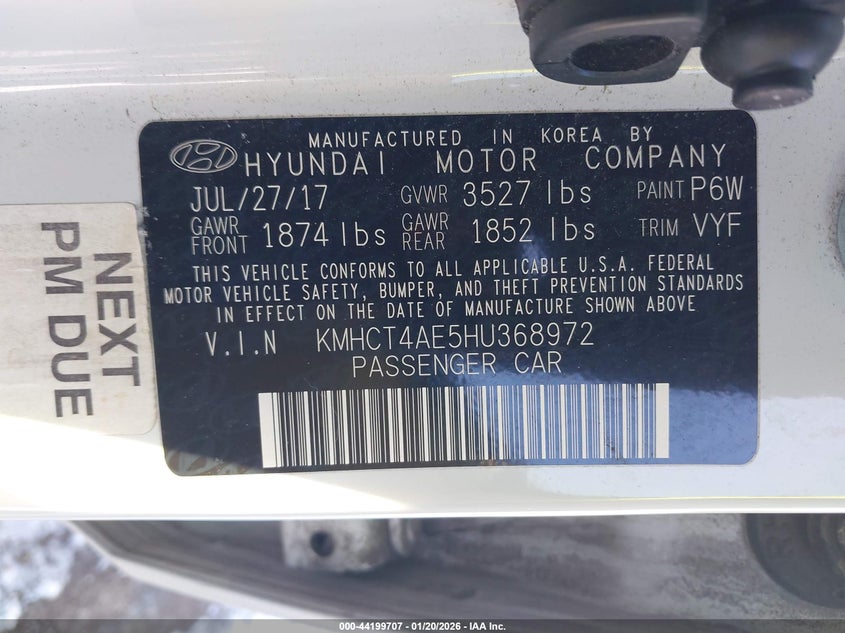 MANUFACTURED IN KOREA BY
HYUNDAI MOTOR COMPANY
JUL/27/17 GVWR 3527 lbs PAINT P6W
GAWR FRONT 1874 lbs GAWR REAR 1852 lbs TRIM VYF
THIS VEHICLE CONFORMS TO ALL APPLICABLE U.S.A. FEDERAL
MOTOR VEHICLE SAFETY, BUMPER, AND THEFT PREVENTION STANDARDS
IN EFFECT ON THE DATE OF MANUFACTURE SHOWN ABOVE
V.I.N KMHCT4AE5HU368972
PASSENGER CAR
NEXT
PM DUE
000-44199707 - 01/20/2026 - IAA Inc.